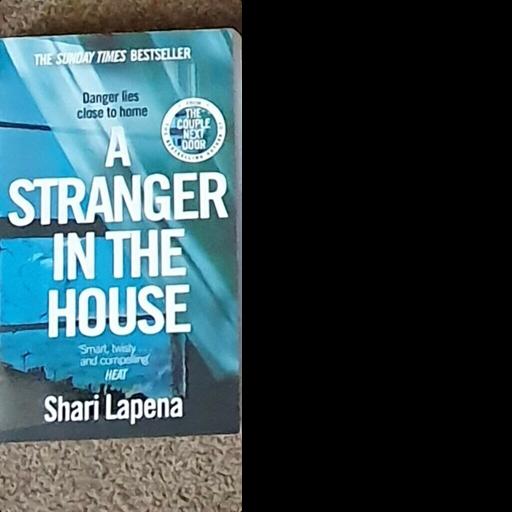 THE SUNDAY TIMES BESTSELLER
Danger lies
close to home
FROM
THE
COUPLE
NEXT
DOOR
A
STRANGER
IN THE
HOUSE
'Smart, twisty
and compelling'
HEAT
Shari Lapena